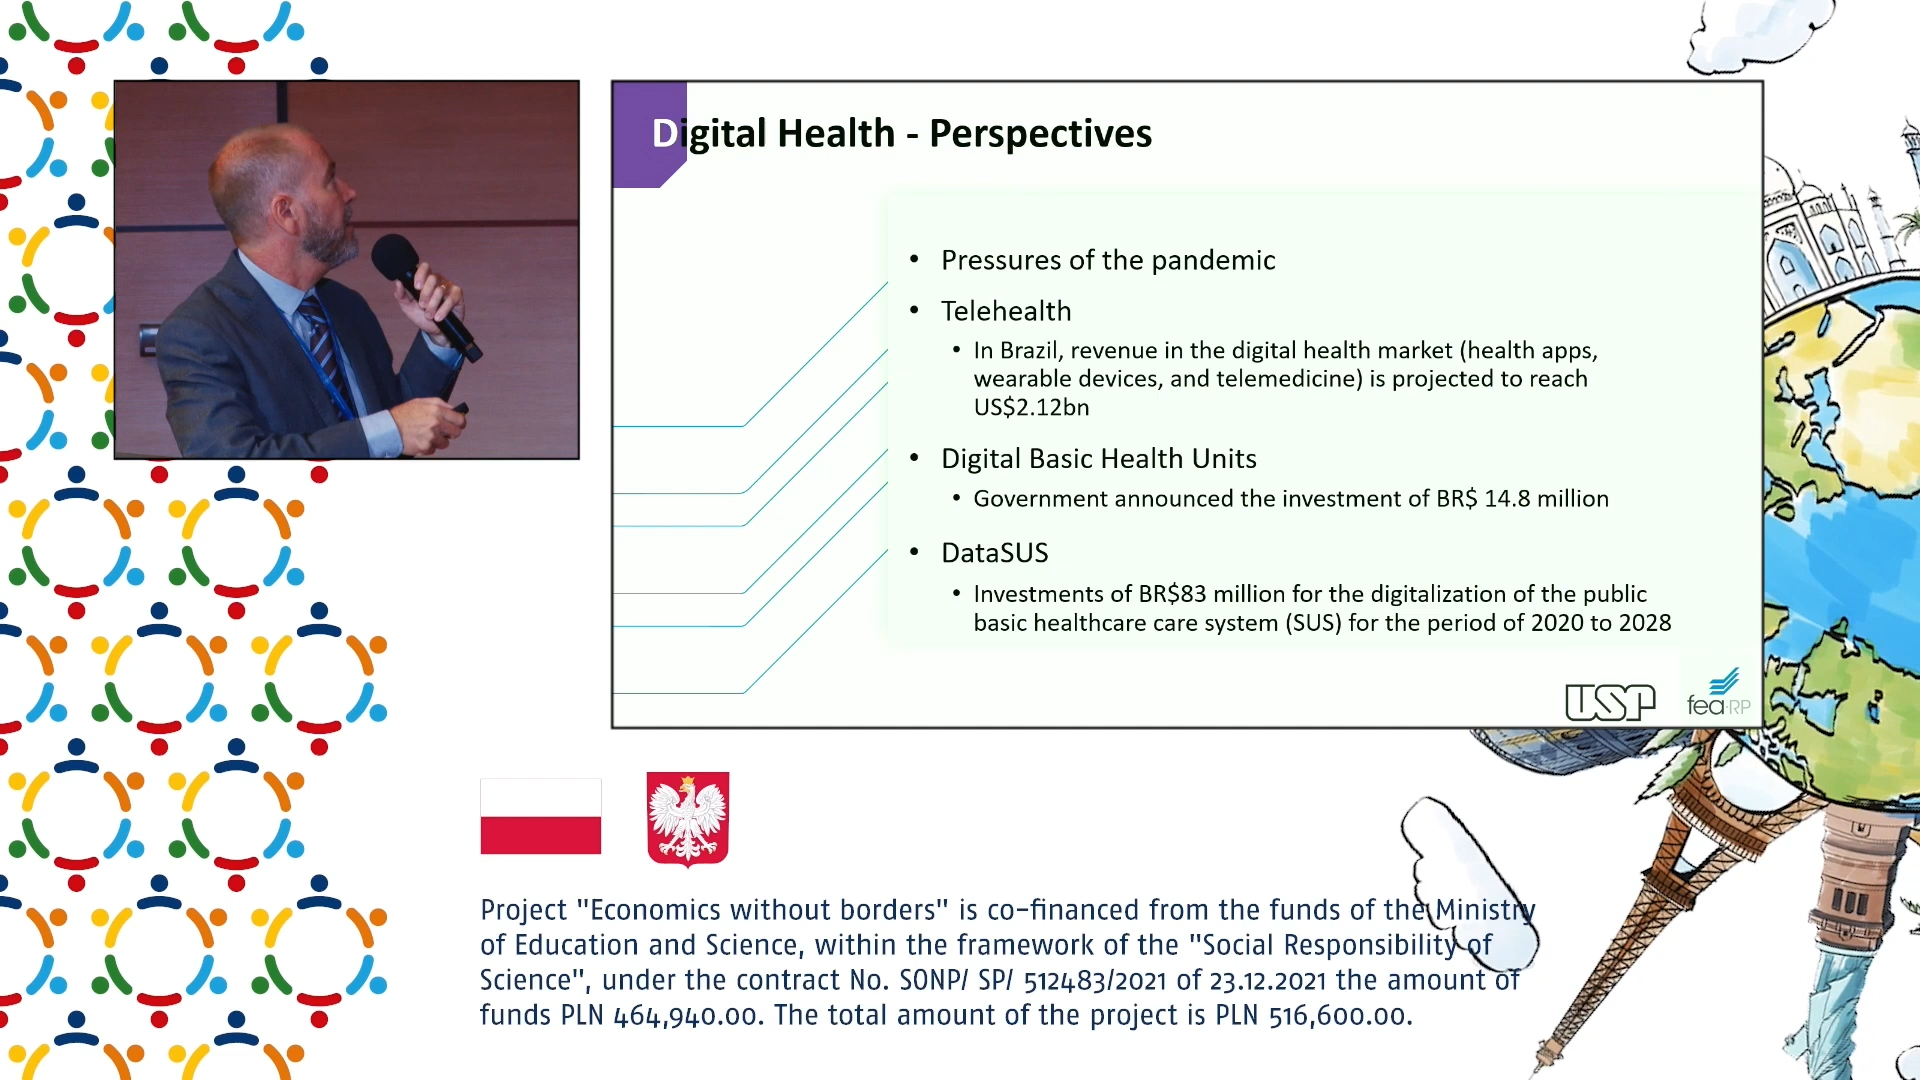 Digital Health - Perspectives
• Pressures of the pandemic
• Telehealth
• In Brazil, revenue in the digital health market (health apps,
wearable devices, and telemedicine) is projected to reach
US$2.12bn
• Digital Basic Health Units
• Government announced the investment of BR$ 14.8 million
• DataSUS
• Investments of BR$83 million for the digitalization of the public
basic healthcare care system (SUS) for the period of 2020 to 2028
USP
fea·RP
Project "Economics without borders" is co-financed from the funds of the Ministry
of Education and Science, within the framework of the "Social Responsibility of
Science", under the contract No. SONP/ SP/ 512483/2021 of 23.12.2021 the amount of
funds PLN 464,940.00. The total amount of the project is PLN 516,600.00.